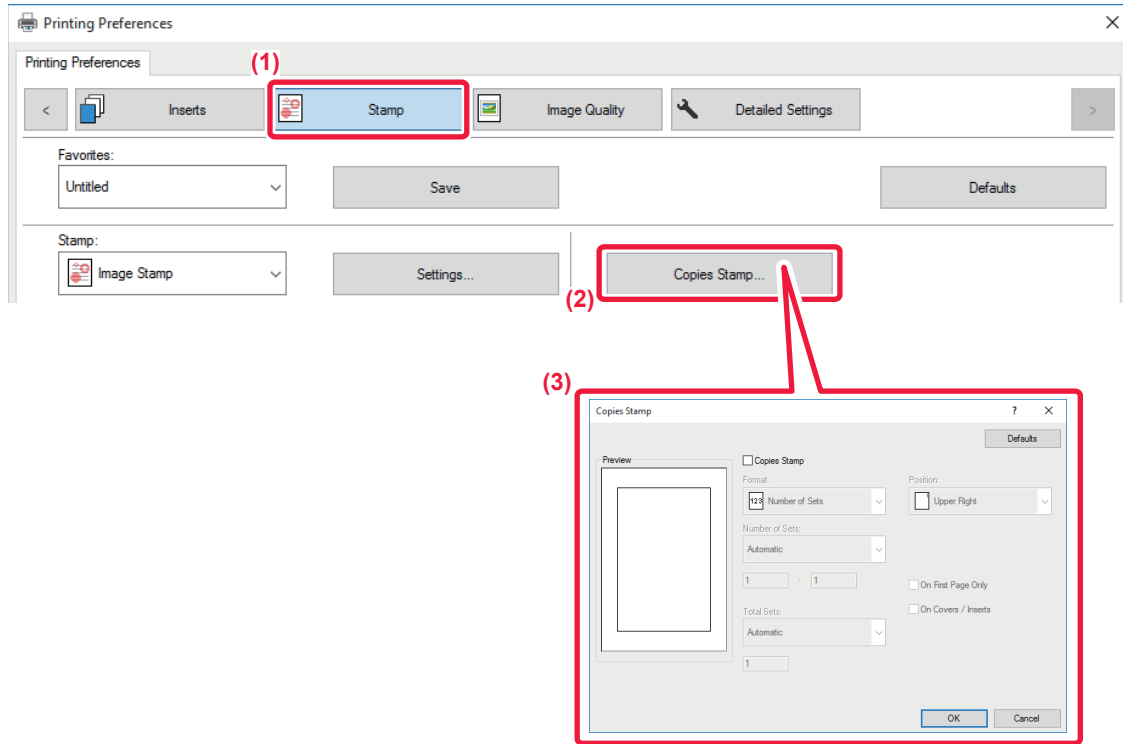 Printing Preferences
Printing Preferences
(1)
< Inserts Stamp Image Quality Detailed Settings >
Favorites:
Untitled Save Defaults
Stamp:
Image Stamp Settings... Copies Stamp...
(2)
(3)
Copies Stamp ? X
Defaults
Preview Copies Stamp
Format: Position:
123 Number of Sets Upper Right
Number of Sets:
Automatic
1 - 1 On First Page Only
Total Sets: On Covers / Inserts
Automatic
1
OK Cancel